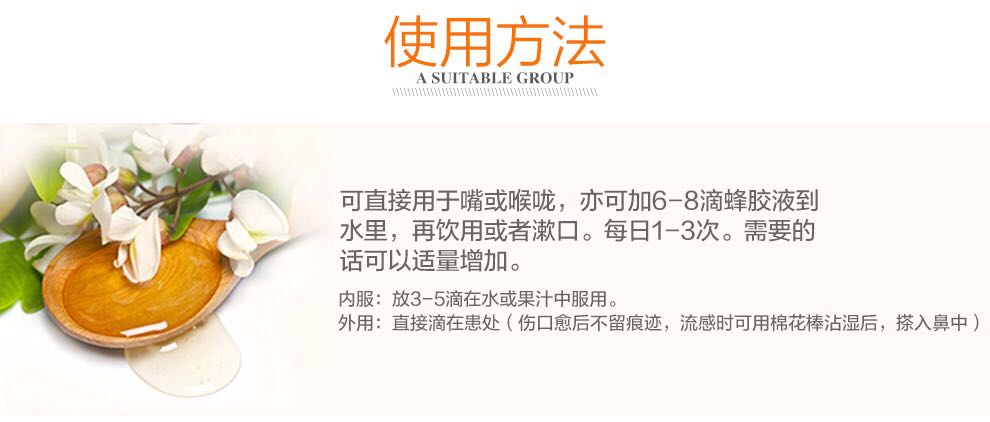 使用方法
A SUITABLE GROUP
可直接用于嘴或喉咙，亦可加6-8滴蜂胶液到
水里，再饮用或者漱口。每日1-3次。需要的
话可以适量增加。
内服：放3-5滴在水或果汁中服用。
外用：直接滴在患处（伤口愈后不留痕迹，流感时可用棉花棒沾湿后，搽入鼻中）